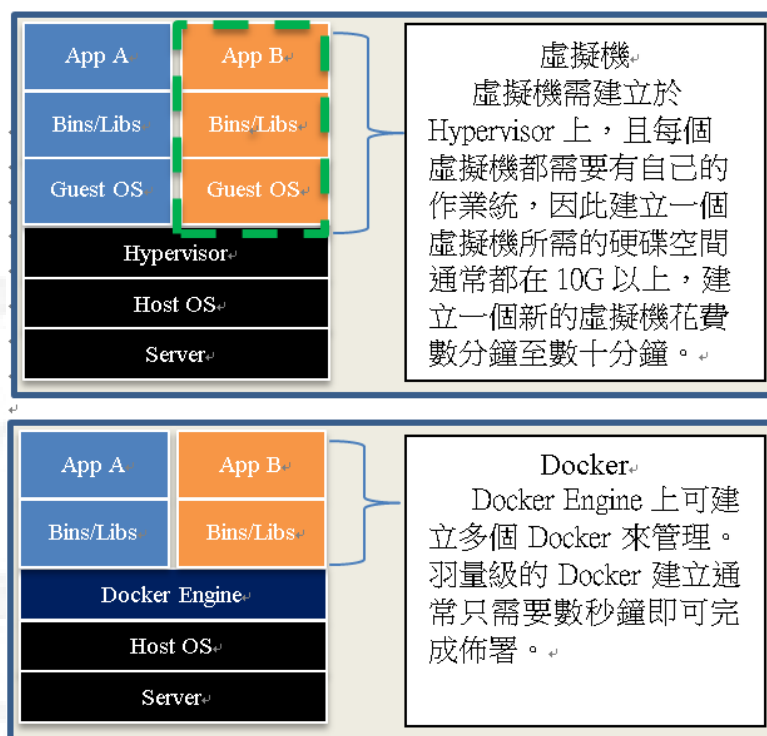 App A App B
Bins/Libs Bins/Libs
Guest OS Guest OS
Hypervisor
Host OS
Server
虛擬機
虛擬機需建立於
Hypervisor 上，且每個
虛擬機都需要有自己的
作業統，因此建立一個
虛擬機所需的硬碟空間
通常都在 10G 以上，建
立一個新的虛擬機花費
數分鐘至數十分鐘。
App A App B
Bins/Libs Bins/Libs
Docker Engine
Host OS
Server
Docker
Docker Engine 上可建
立多個 Docker 來管理。
羽量級的 Docker 建立通
常只需要數秒鐘即可完
成佈署。